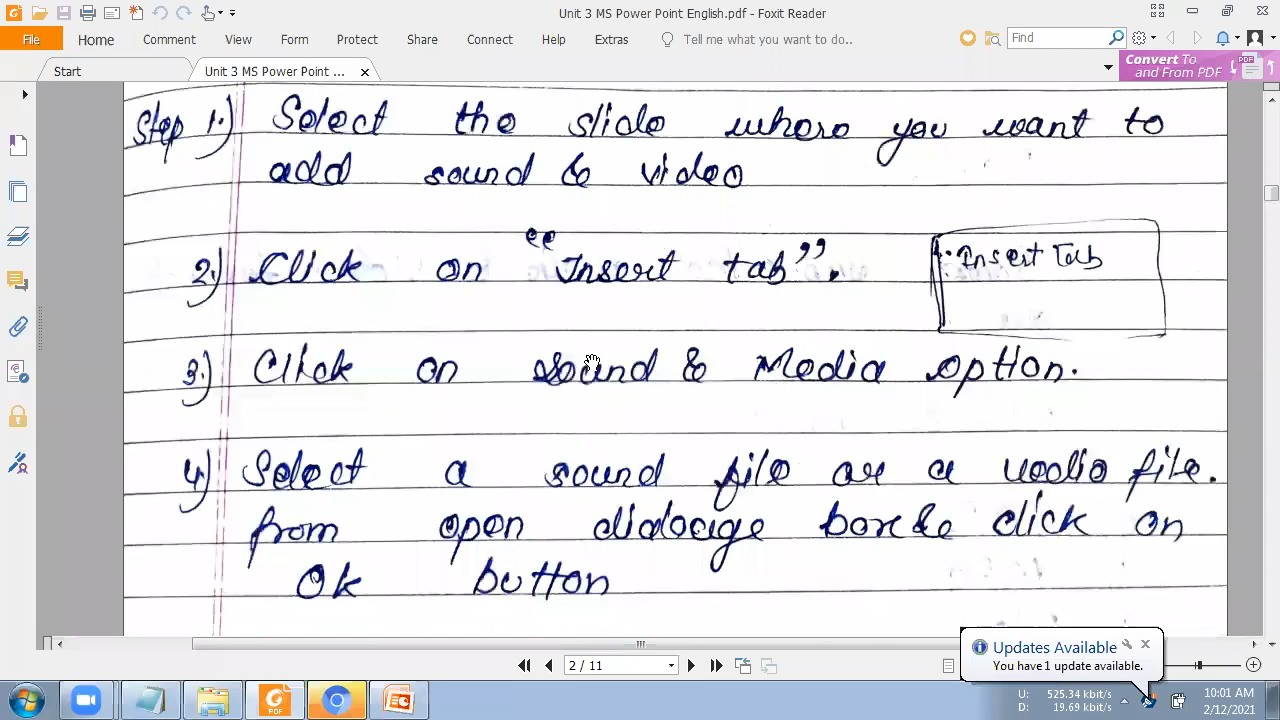 Unit 3 MS Power Point English.pdf - Foxit Reader
File Home Comment View Form Protect Share Connect Help Extras Tell me what you want to do.. Find
Start Unit 3 MS Power Point ... Convert To
and From PDF
Step 1.) Select the slide where you want to
add sound & video
2.) Click on "Insert tab". Insert Tab
3.) Click on sound & Media option.
4.) Select a sound file or a vedio file.
from open dialouge box & click on
Ok button
Updates Available
You have 1 update available.
2 / 11
U: 525.34 kbit/s
D: 19.69 kbit/s
10:01 AM
2/12/2021
PDF